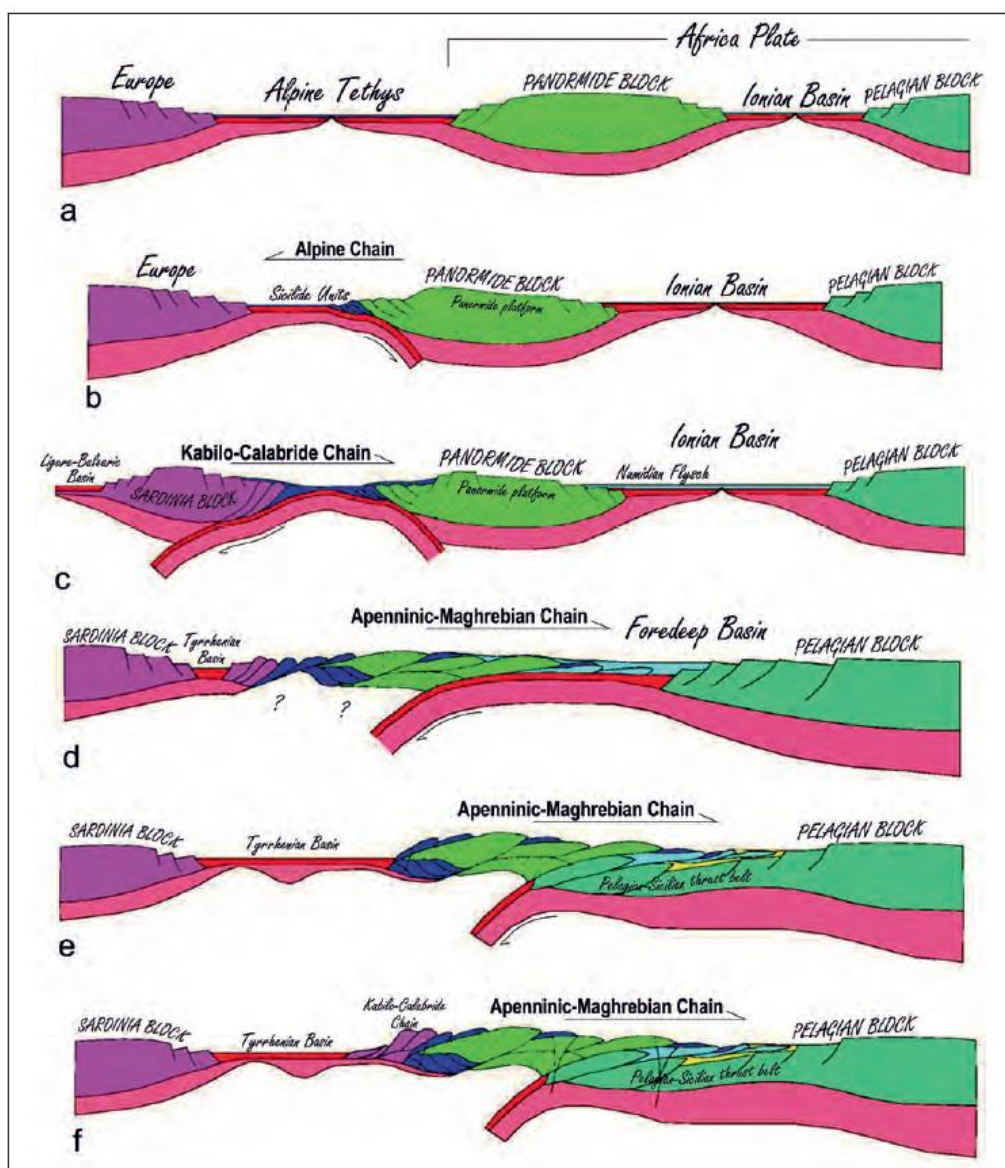 Africa Plate
Europe
Alpine Tethys
PANORMIDE BLOCK
Ionian Basin
PELAGIAN BLOCK
a
Alpine Chain
Europe
Sicilide Units
PANORMIDE BLOCK
Panormide platform
Ionian Basin
PELAGIAN BLOCK
b
Ligure-Balearic
Basin
Kabilo-Calabride Chain
SARDINIA BLOCK
PANORMIDE BLOCK
Panormide platform
Numidian Flysch
Ionian Basin
PELAGIAN BLOCK
c
SARDINIA BLOCK
Tyrrhenian
Basin
Apenninic-Maghrebian Chain
Foredeep Basin
PELAGIAN BLOCK
? ?
d
SARDINIA BLOCK
Tyrrhenian Basin
Apenninic-Maghrebian Chain
PELAGIAN BLOCK
Pelagian-Sicilian thrust belt
e
SARDINIA BLOCK
Tyrrhenian Basin
Kabilo-Calabride
Chain
Apenninic-Maghrebian Chain
PELAGIAN BLOCK
Pelagian-Sicilian thrust belt
f